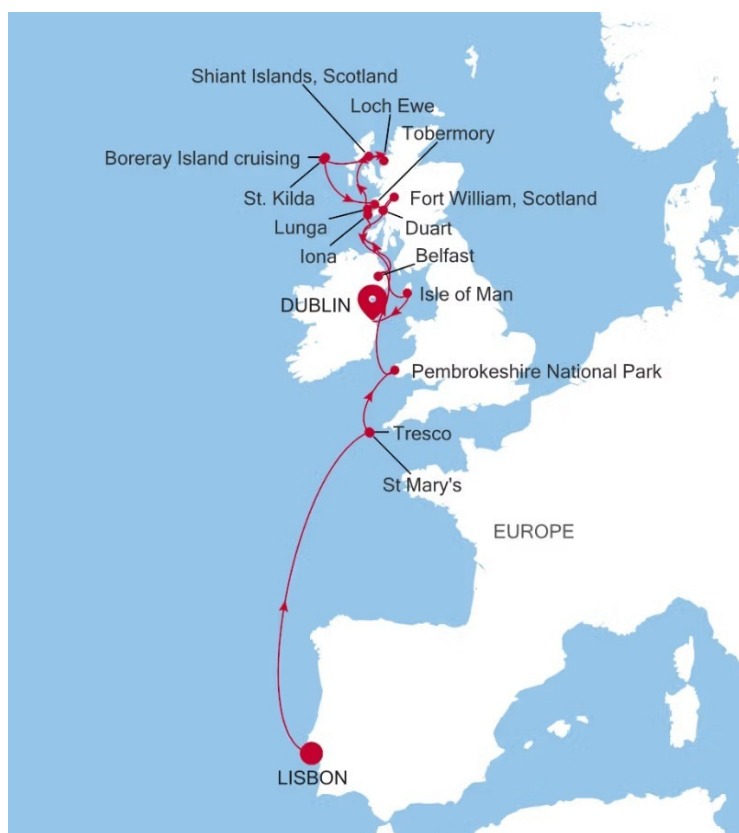 Shiant Islands, Scotland
Loch Ewe
Tobermory
Boreray Island cruising
St. Kilda
Fort William, Scotland
Lunga
Duart
Iona
Belfast
DUBLIN
Isle of Man
Pembrokeshire National Park
Tresco
St Mary's
EUROPE
LISBON